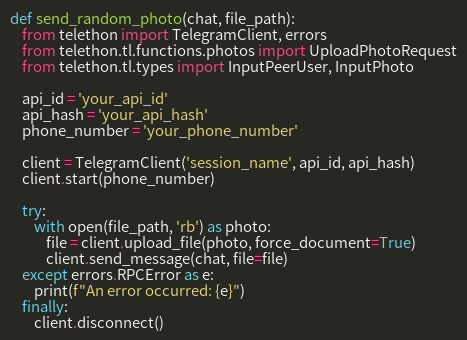 def send_random_photo(chat, file_path):
    from telethon import TelegramClient, errors
    from telethon.tl.functions.photos import UploadPhotoRequest
    from telethon.tl.types import InputPeerUser, InputPhoto

    api_id = 'your_api_id'
    api_hash = 'your_api_hash'
    phone_number = 'your_phone_number'

    client = TelegramClient('session_name', api_id, api_hash)
    client.start(phone_number)

    try:
        with open(file_path, 'rb') as photo:
            file = client.upload_file(photo, force_document=True)
            client.send_message(chat, file=file)
    except errors.RPCError as e:
        print(f"An error occurred: {e}")
    finally:
        client.disconnect()